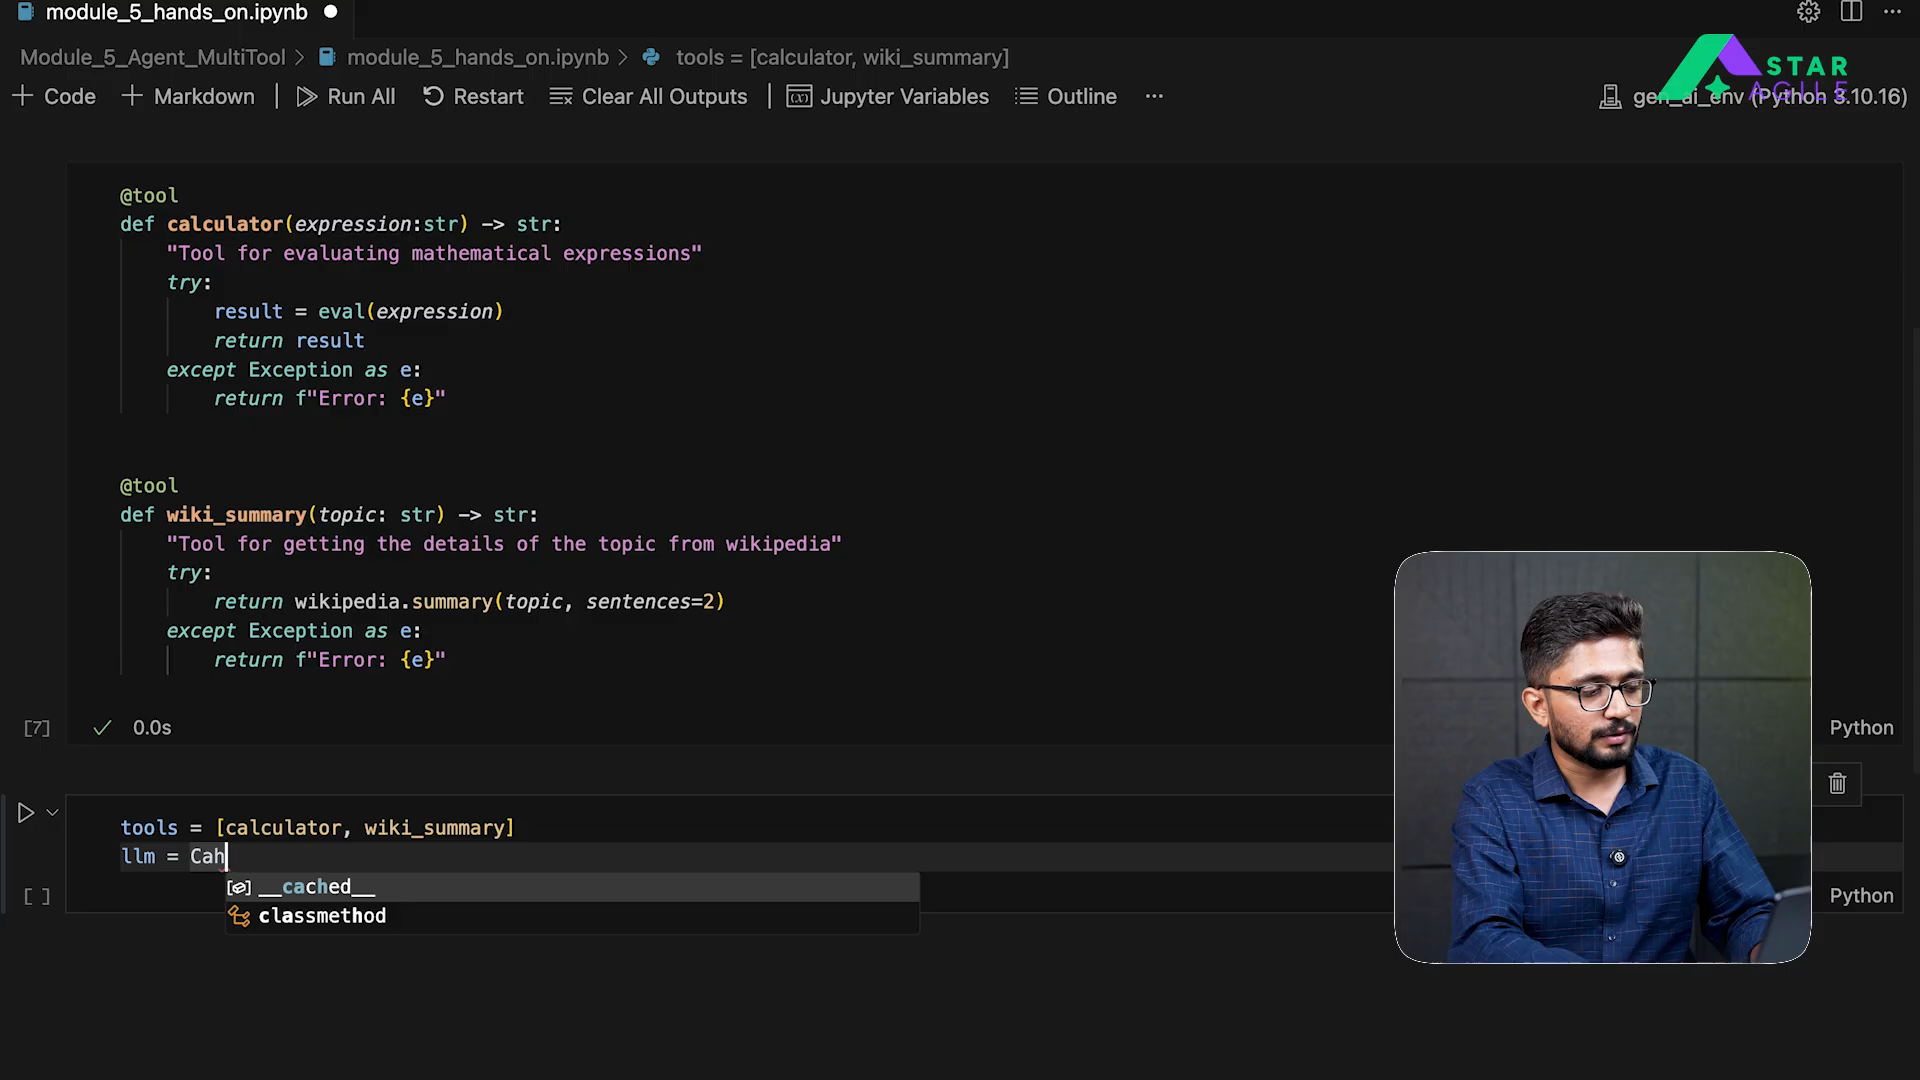 module_5_hands_on.ipynb
Module_5_Agent_MultiTool > module_5_hands_on.ipynb > tools = [calculator, wiki_summary]
STAR
AGILE
+ Code + Markdown | Run All Restart Clear All Outputs | Jupyter Variables Outline ... gen_ai_env (Python 3.10.16)
@tool
def calculator(expression:str) -> str:
"Tool for evaluating mathematical expressions"
try:
result = eval(expression)
return result
except Exception as e:
return f"Error: {e}"
@tool
def wiki_summary(topic: str) -> str:
"Tool for getting the details of the topic from wikipedia"
try:
return wikipedia.summary(topic, sentences=2)
except Exception as e:
return f"Error: {e}"
[7] 0.0s Python
tools = [calculator, wiki_summary]
llm = Cah
[ ] Python
__cached__
classmethod